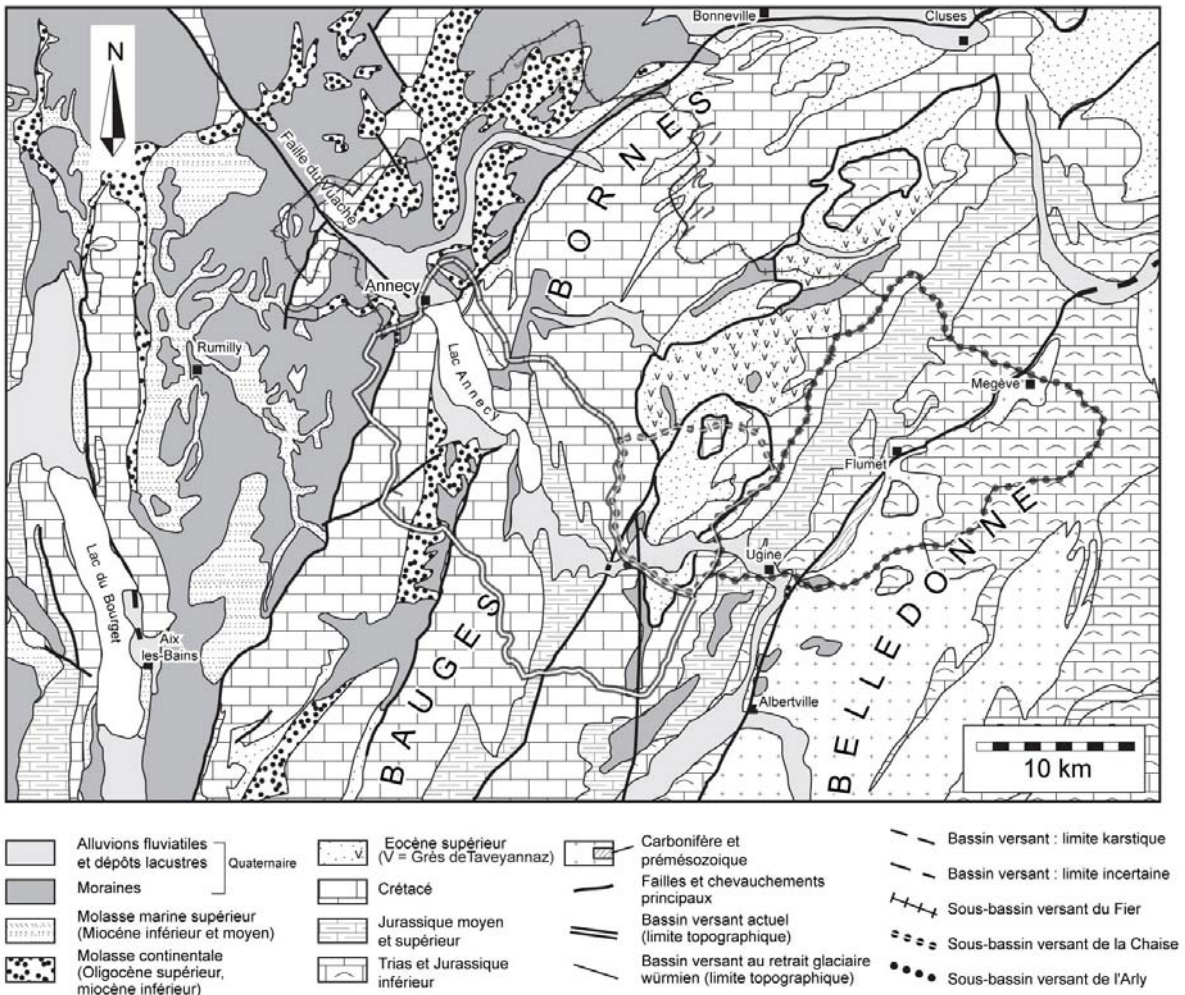 Bonneville
Cluses
N
Faille du Vuache
BORNES
Annecy
Lac Annecy
Rumilly
Megève
Flumet
Ugine
Lac du Bourget
Aix
les-Bains
BAUGES
Albertville
BELLEDONNE
10 km
Alluvions fluviatiles
et dépôts lacustres
Quaternaire
Moraines
Molasse marine supérieur
(Miocène inférieur et moyen)
Molasse continentale
(Oligocène supérieur,
miocène inférieur)
V
Eocène supérieur
(V = Grès de Taveyannaz)
Crétacé
Jurassique moyen
et supérieur
Trias et Jurassique
inférieur
Carbonifère et
prémésozoique
Failles et chevauchements
principaux
Bassin versant actuel
(limite topographique)
Bassin versant au retrait glaciaire
würmien (limite topographique)
Bassin versant : limite karstique
Bassin versant : limite incertaine
Sous-bassin versant du Fier
Sous-bassin versant de la Chaise
Sous-bassin versant de l'Arly